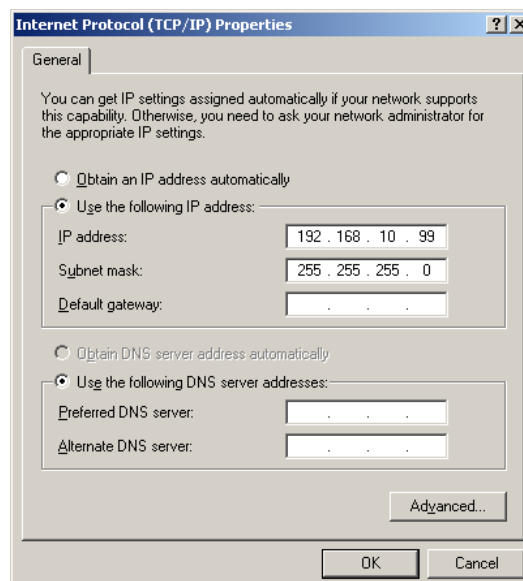 Internet Protocol (TCP/IP) Properties
General
You can get IP settings assigned automatically if your network supports
this capability. Otherwise, you need to ask your network administrator for
the appropriate IP settings.
Obtain an IP address automatically
Use the following IP address:
IP address: 192 . 168 . 10 . 99
Subnet mask: 255 . 255 . 255 . 0
Default gateway: . . .
Obtain DNS server address automatically
Use the following DNS server addresses:
Preferred DNS server: . . .
Alternate DNS server: . . .
Advanced...
OK Cancel